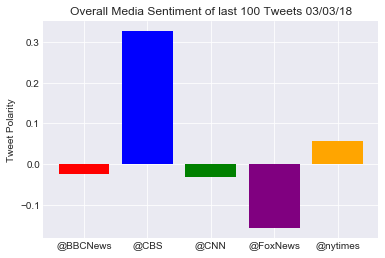 Overall Media Sentiment of last 100 Tweets 03/03/18
Tweet Polarity
0.3
0.2
0.1
0.0
−0.1
@BBCNews @CBS @CNN @FoxNews @nytimes